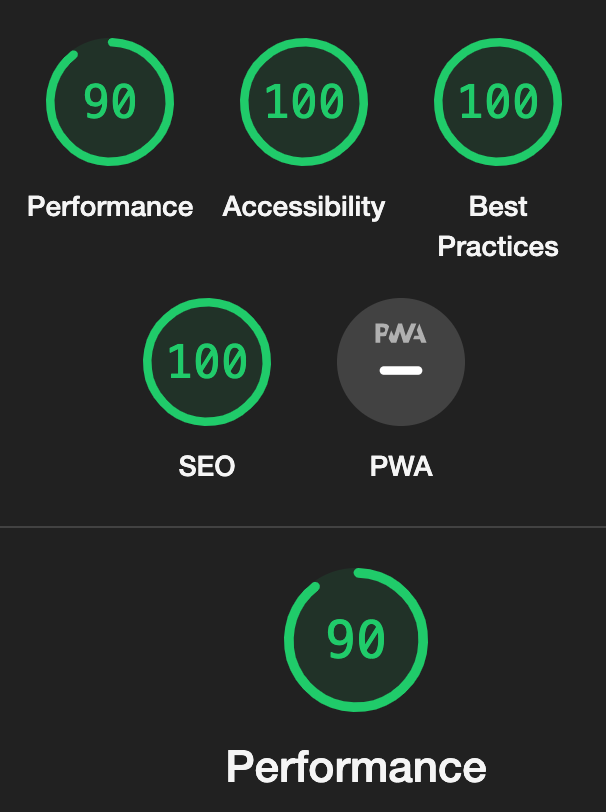 90 100 100
Performance Accessibility Best
Practices
100 PWA
SEO PWA
90
Performance